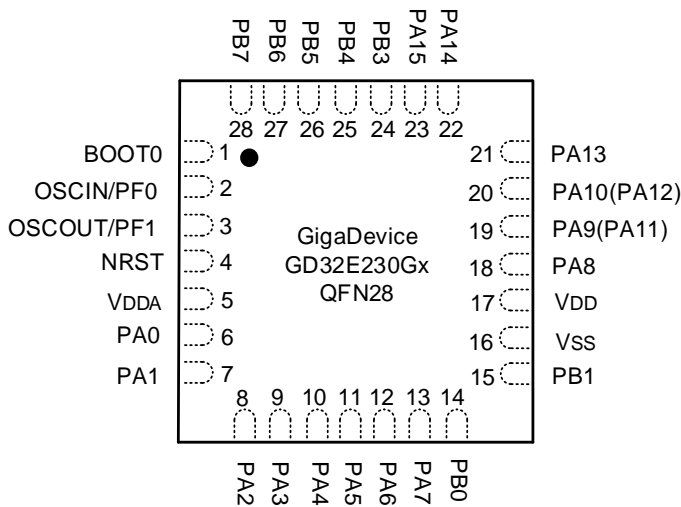 PB7 PB6 PB5 PB4 PB3 PA15 PA14
28 27 26 25 24 23 22
BOOT0 1 21 PA13
OSCIN/PF0 2 20 PA10(PA12)
OSCOUT/PF1 3 19 PA9(PA11)
NRST 4 18 PA8
VDDA 5 17 VDD
PA0 6 16 VSS
PA1 7 15 PB1
GigaDevice
GD32E230Gx
QFN28
8 9 10 11 12 13 14
PA2 PA3 PA4 PA5 PA6 PA7 PB0